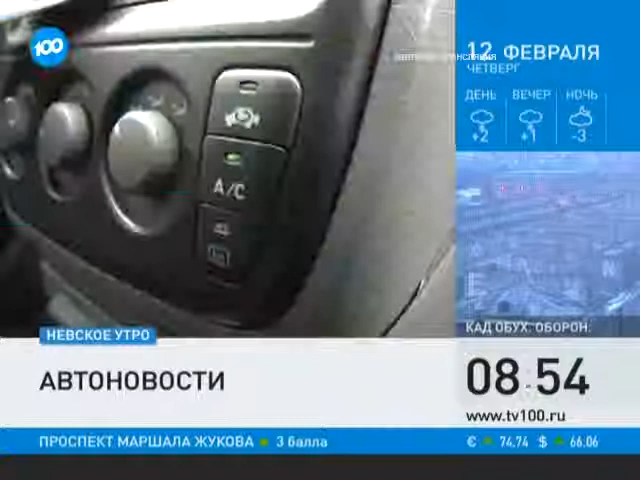 100
12 ФЕВРАЛЯ
ЧЕТВЕРГ
ДЕНЬ ВЕЧЕР НОЧЬ
+2 +1 -3
A/C
КАД ОБУХ. ОБОРОН.
НЕВСКОЕ УТРО
АВТОНОВОСТИ
08:54
www.tv100.ru
ПРОСПЕКТ МАРШАЛА ЖУКОВА 3 балла
€ 74.74 $ 66.06